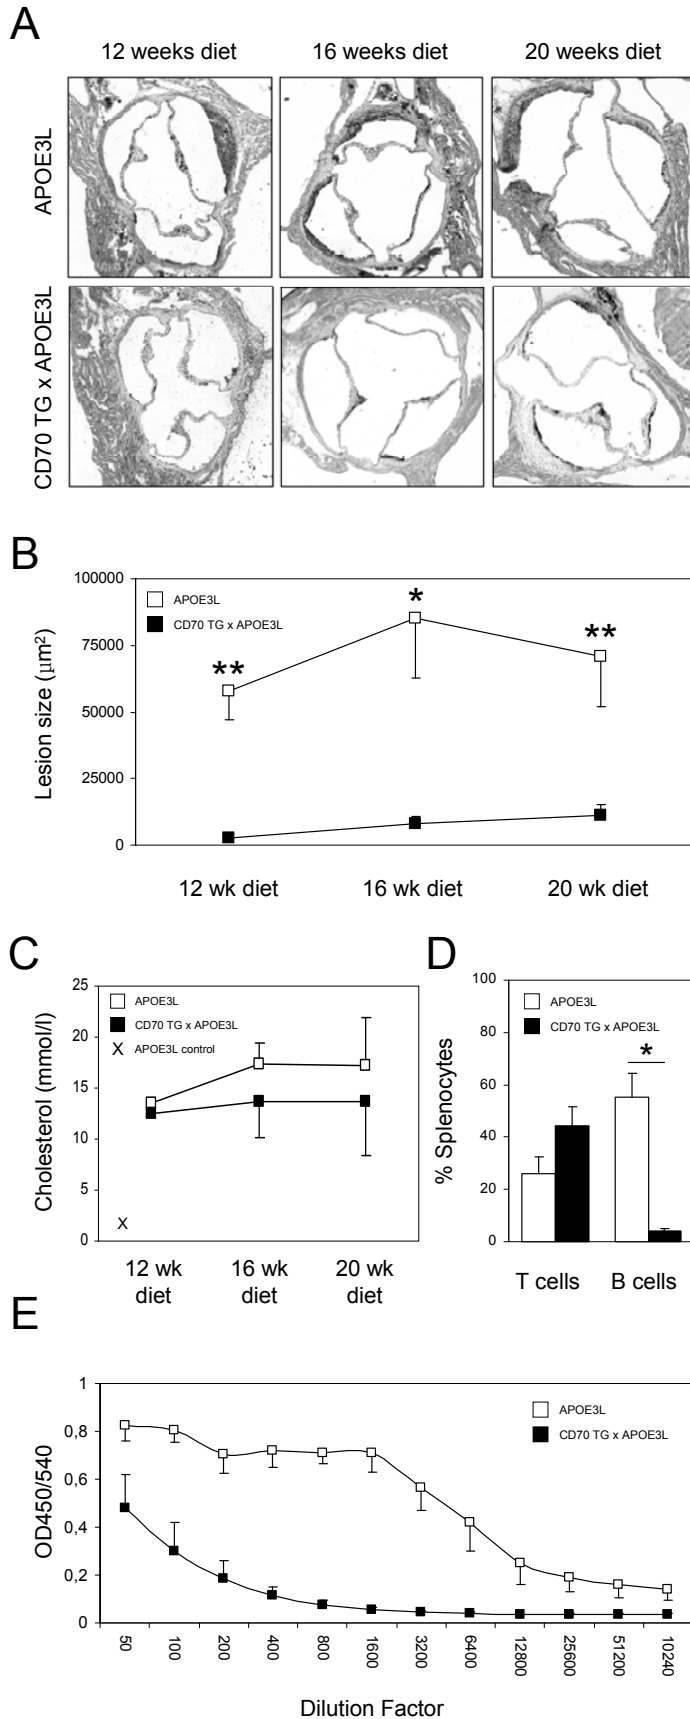 A
12 weeks diet 16 weeks diet 20 weeks diet
APOE3L
CD70 TG x APOE3L
B
Lesion size (μm²)
100000
75000
50000
25000
0
APOE3L
CD70 TG x APOE3L
**
*
**
12 wk diet 16 wk diet 20 wk diet
C
Cholesterol (mmol/l)
25
20
15
10
5
0
APOE3L
CD70 TG x APOE3L
X APOE3L control
X
12 wk diet
16 wk diet
20 wk diet
D
% Splenocytes
100
80
60
40
20
0
APOE3L
CD70 TG x APOE3L
*
T cells B cells
E
OD450/540
1
0,8
0,6
0,4
0,2
0
APOE3L
CD70 TG x APOE3L
50 100 200 400 800 1600 3200 6400 12800 25600 51200 10240
Dilution Factor